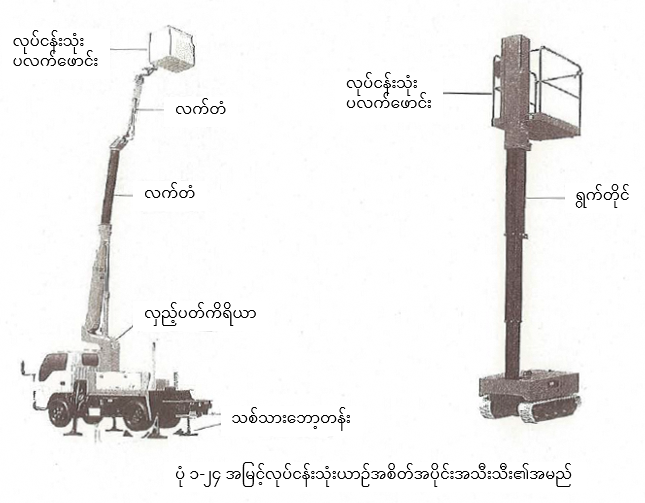 လုပ်ငန်းသုံး
ပလက်ဖောင်း
လက်တံ
လက်တံ
လှည့်ပတ်ကိရိယာ
သစ်သားဘော့တန်း
လုပ်ငန်းသုံး
ပလက်ဖောင်း
ရွက်တိုင်
ပုံ ၁-၂၄ အမြင့်လုပ်ငန်းသုံးယာဉ်အစိတ်အပိုင်းအသီးသီး၏အမည်